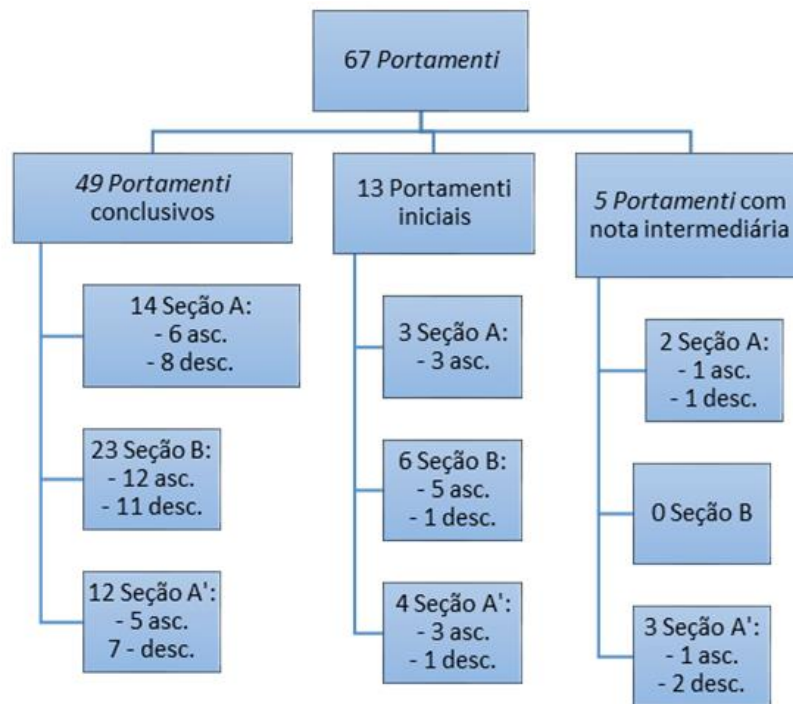 67 Portamenti
49 Portamenti
conclusivos
14 Seção A:
- 6 asc.
- 8 desc.
23 Seção B:
- 12 asc.
- 11 desc.
12 Seção A':
- 5 asc.
7 - desc.
13 Portamenti
iniciais
3 Seção A:
- 3 asc.
6 Seção B:
- 5 asc.
- 1 desc.
4 Seção A':
- 3 asc.
- 1 desc.
5 Portamenti com
nota intermediária
2 Seção A:
- 1 asc.
- 1 desc.
0 Seção B
3 Seção A':
- 1 asc.
- 2 desc.